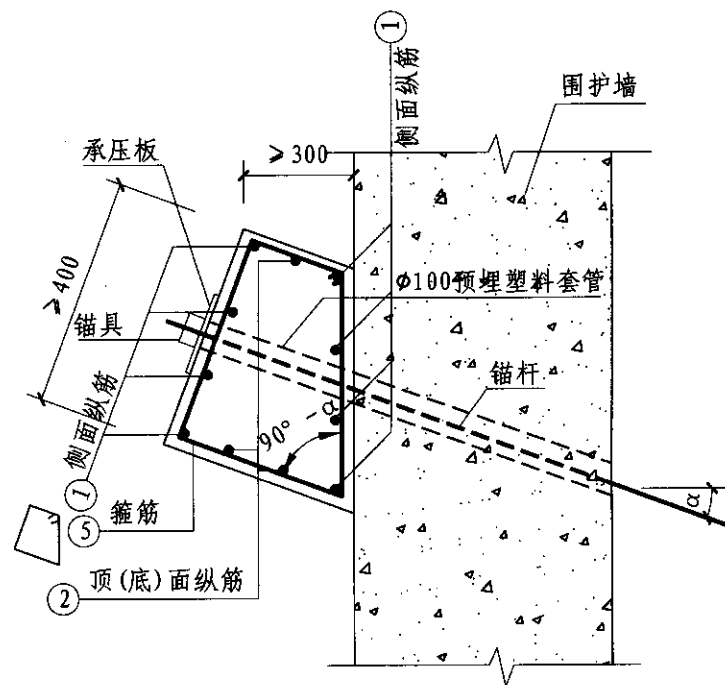 ①
侧面纵筋
围护墙
承压板
≥300
≥400
Φ100预埋塑料套管
锚具
锚杆
90°-α
侧面纵筋
①
⑤ 箍筋
α
② 顶(底)面纵筋